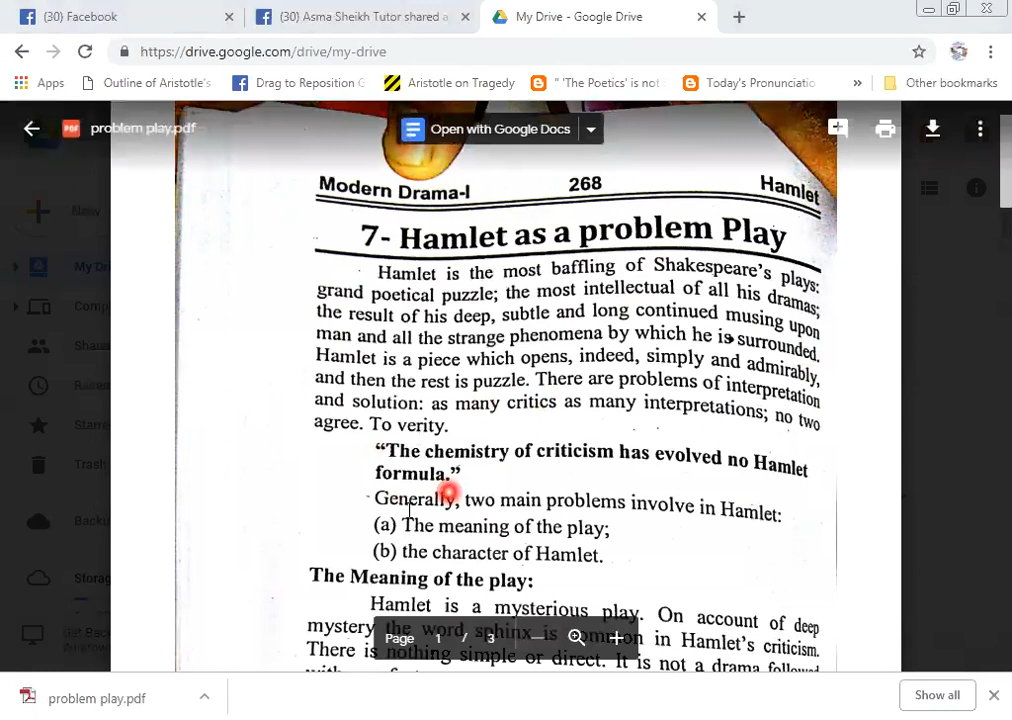 (30) Facebook
(30) Asma Sheikh Tutor shared a
My Drive - Google Drive
https://drive.google.com/drive/my-drive
Apps
Outline of Aristotle's
Drag to Reposition
Aristotle on Tragedy
" 'The Poetics' is not
Today's Pronunciatio
»
Other bookmarks
PDF
problem play.pdf
Open with Google Docs
Modern Drama-I 268 Hamlet
7- Hamlet as a problem Play
Hamlet is the most baffling of Shakespeare's plays:
grand poetical puzzle; the most intellectual of all his dramas;
the result of his deep, subtle and long continued musing upon
man and all the strange phenomena by which he is surrounded.
Hamlet is a piece which opens, indeed, simply and admirably,
and then the rest is puzzle. There are problems of interpretation
and solution: as many critics as many interpretations; no two
agree. To verity.
"The chemistry of criticism has evolved no Hamlet
formula."
Generally, two main problems involve in Hamlet:
(a) The meaning of the play;
(b) the character of Hamlet.
The Meaning of the play:
Hamlet is a mysterious play. On account of deep
mystery the word sphinx is common in Hamlet's criticism.
There is nothing simple or direct. It is not a drama followed
Page 1 / 3
My Dri
Comp
Share
Recen
Starre
Trash
Backu
Storag
problem play.pdf
Show all